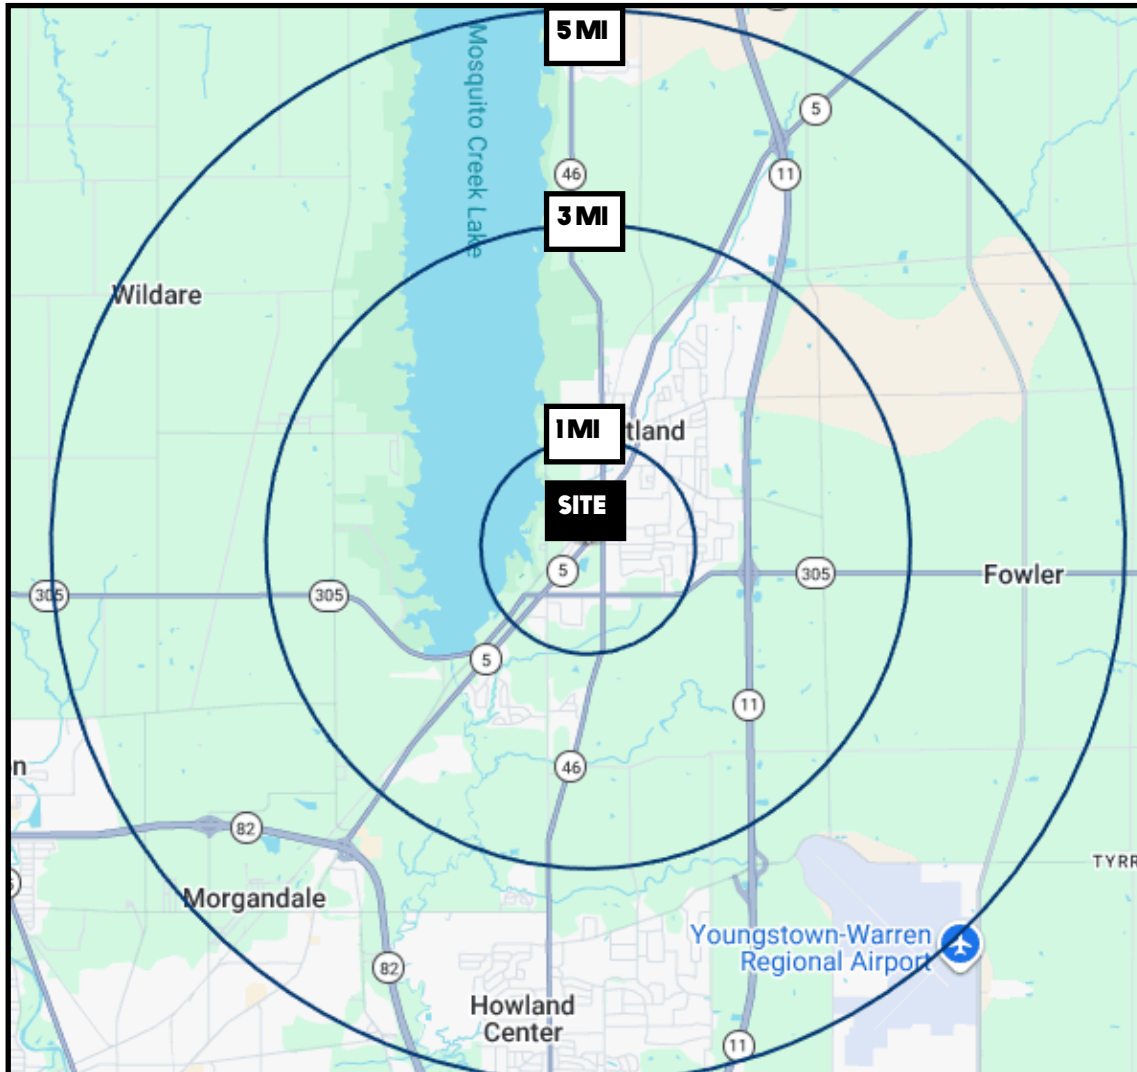 5 MI
Mosquito Creek Lake
5
46
11
3 MI
Wildare
1 MI
tland
SITE
5
305
Fowler
305
305
5
11
46
on
82
Morgandale
TYRR
Youngstown-Warren
Regional Airport
82
Howland
Center
11